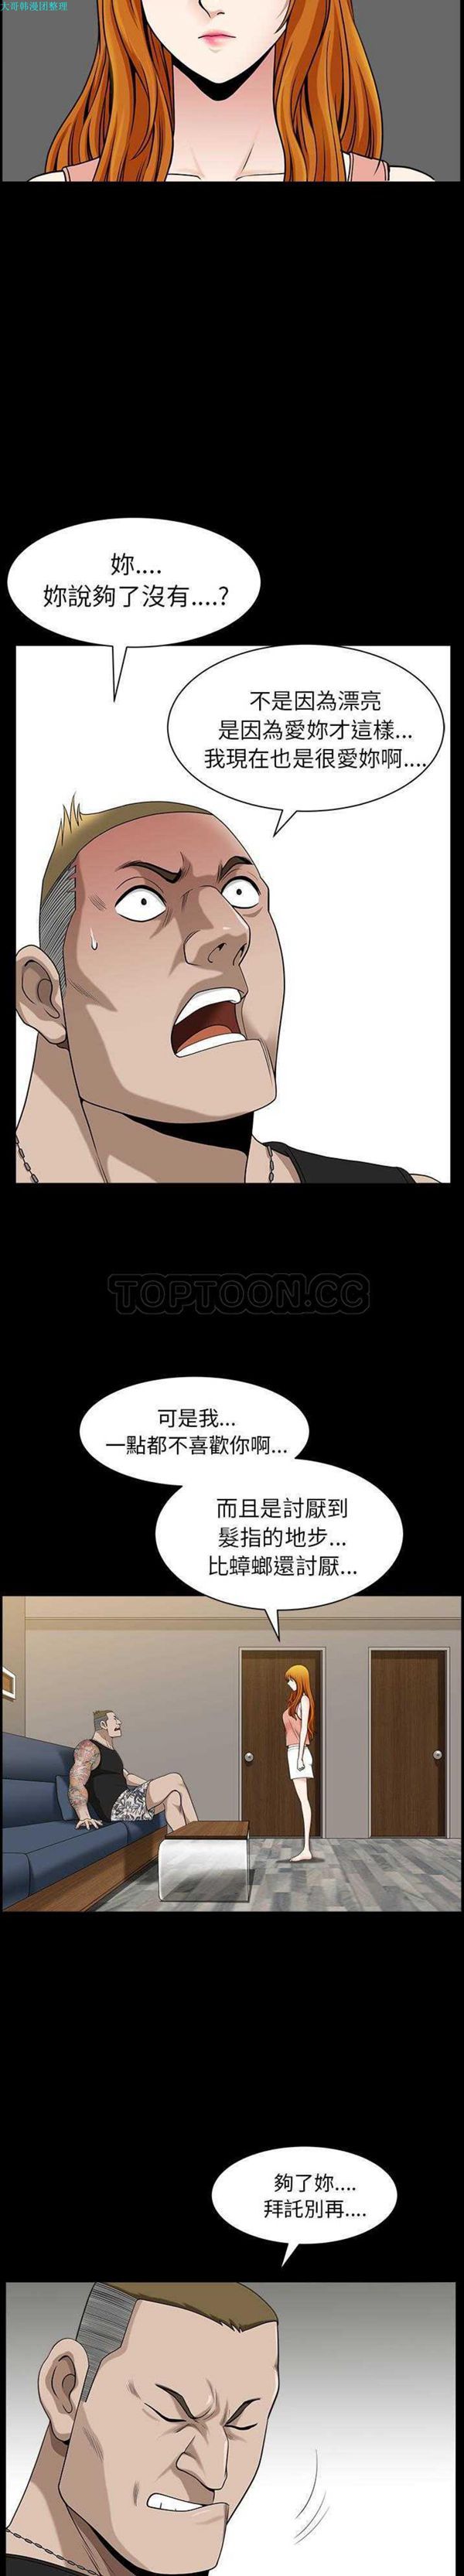 大哥韩漫团整理
妳....
妳說夠了沒有....?
不是因為漂亮
是因為愛妳才這樣...
我現在也是很愛妳啊....
TOPTOON.CC
可是我...
一點都不喜歡你啊...
而且是討厭到
髮指的地步...
比蟑螂還討厭...
夠了妳....
拜託別再....